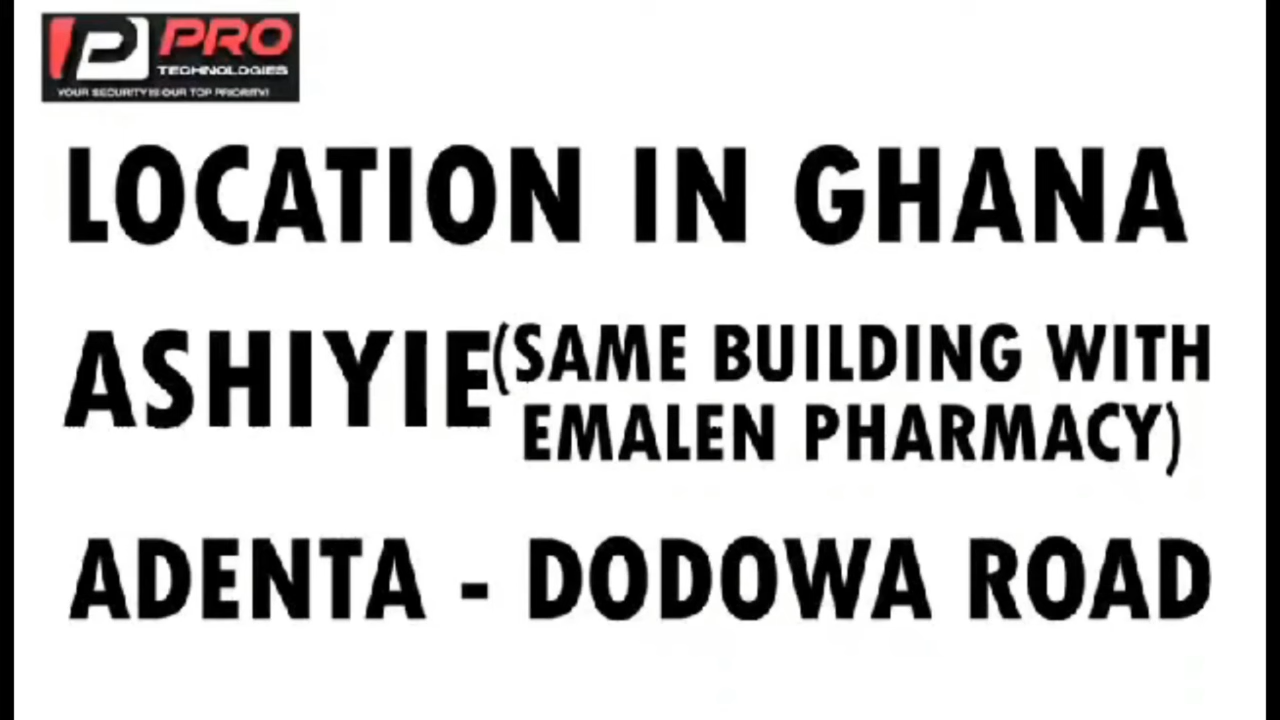 PRO
TECHNOLOGIES
YOUR SECURITY IS OUR TOP PRIORITY!
LOCATION IN GHANA
ASHIYIE (SAME BUILDING WITH
EMALEN PHARMACY)
ADENTA - DODOWA ROAD